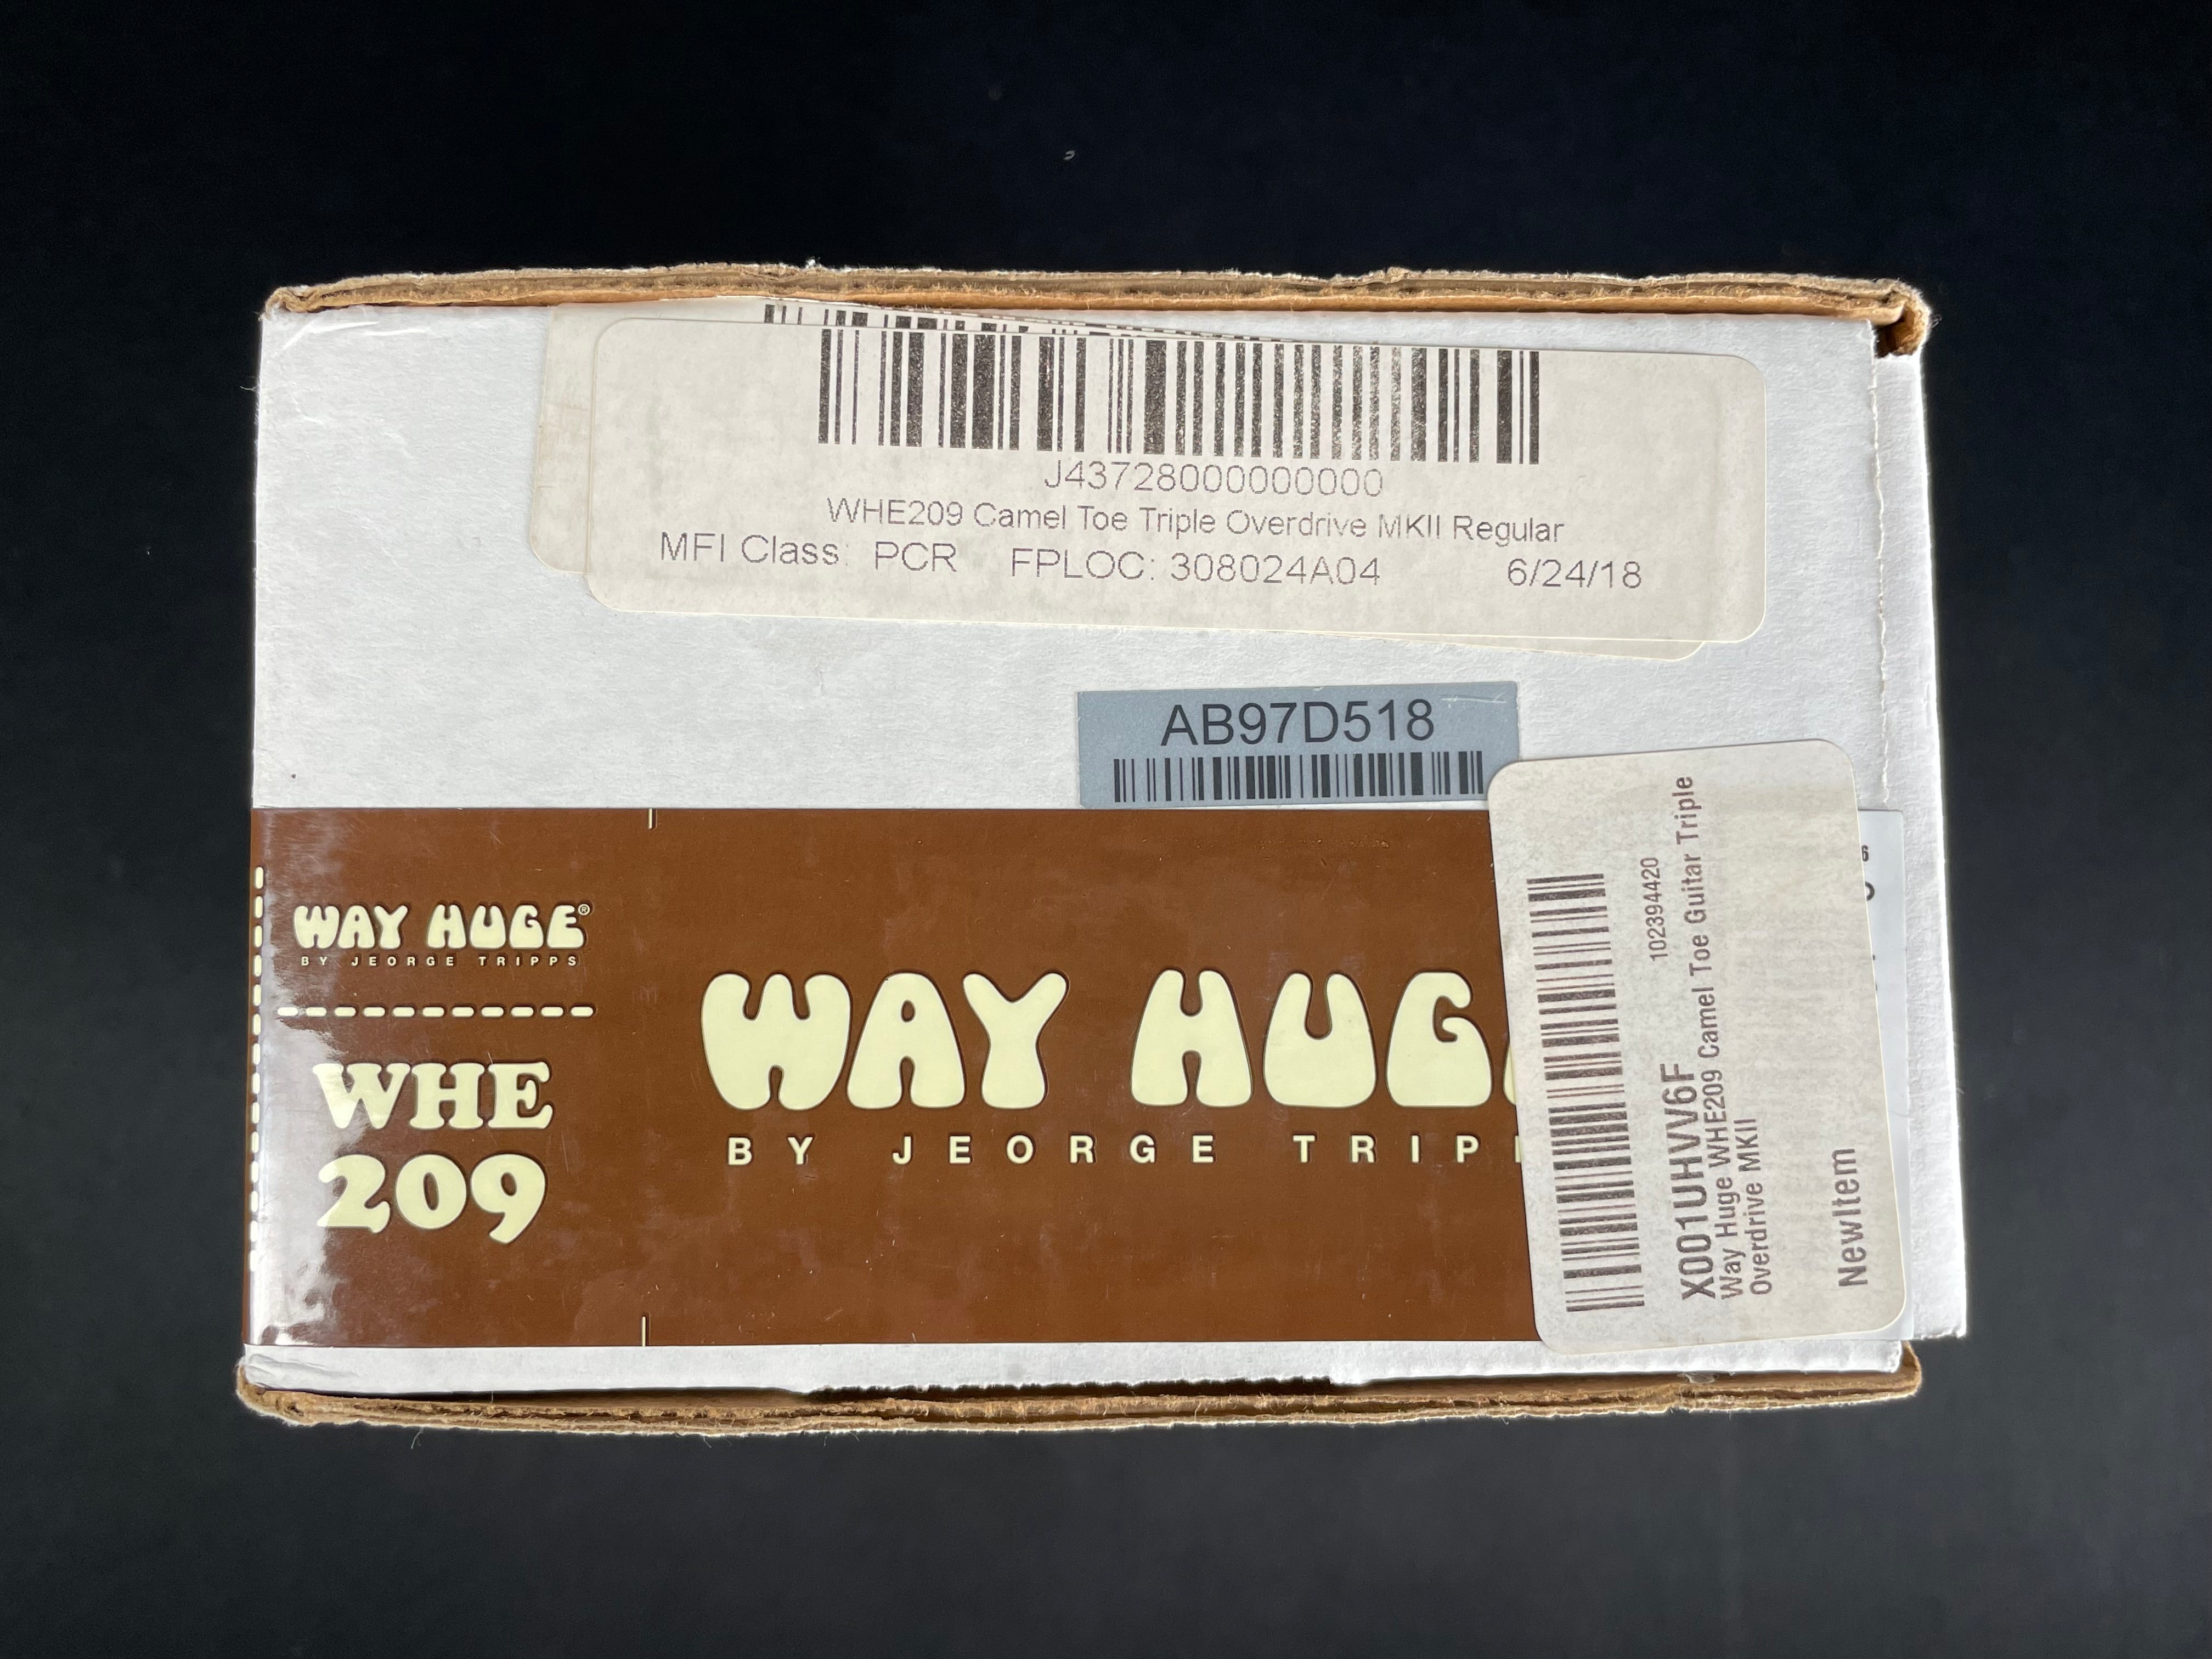 J43728000000000
WHE209 Camel Toe Triple Overdrive MKII Regular
MFI Class: PCR FPLOC: 308024A04 6/24/18
AB97D518
WAY HUGE®
BY JEORGE TRIPPS
WHE
209
WAY HUG
BY JEORGE TRIP
102394420
X001UHVV6F
Way Huge WHE209 Camel Toe Guitar Triple
Overdrive MKII
NewItem
6